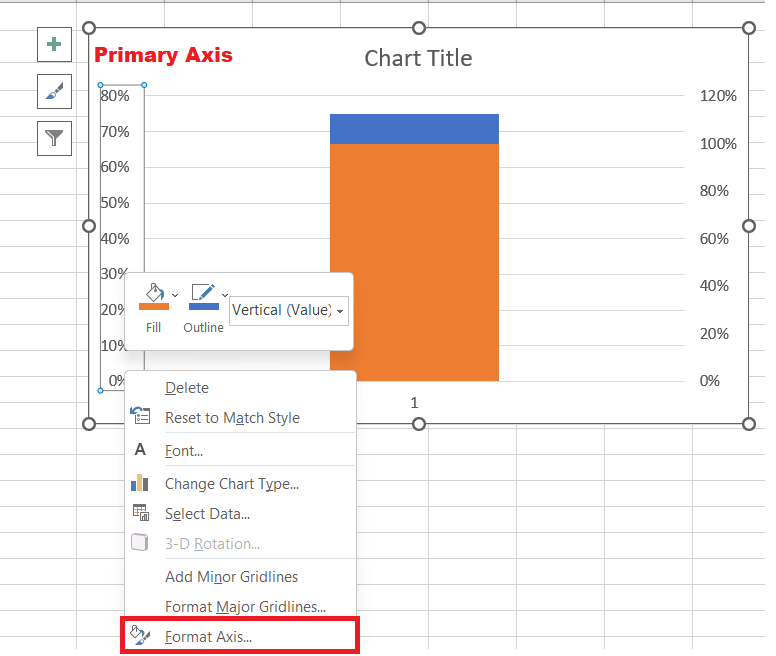 Primary Axis
Chart Title
80%
70%
60%
50%
40%
30%
20%
10%
0%
120%
100%
80%
60%
40%
20%
0%
1
Fill
Outline
Vertical (Value)
Delete
Reset to Match Style
A Font...
Change Chart Type...
Select Data...
3-D Rotation...
Add Minor Gridlines
Format Major Gridlines...
Format Axis...